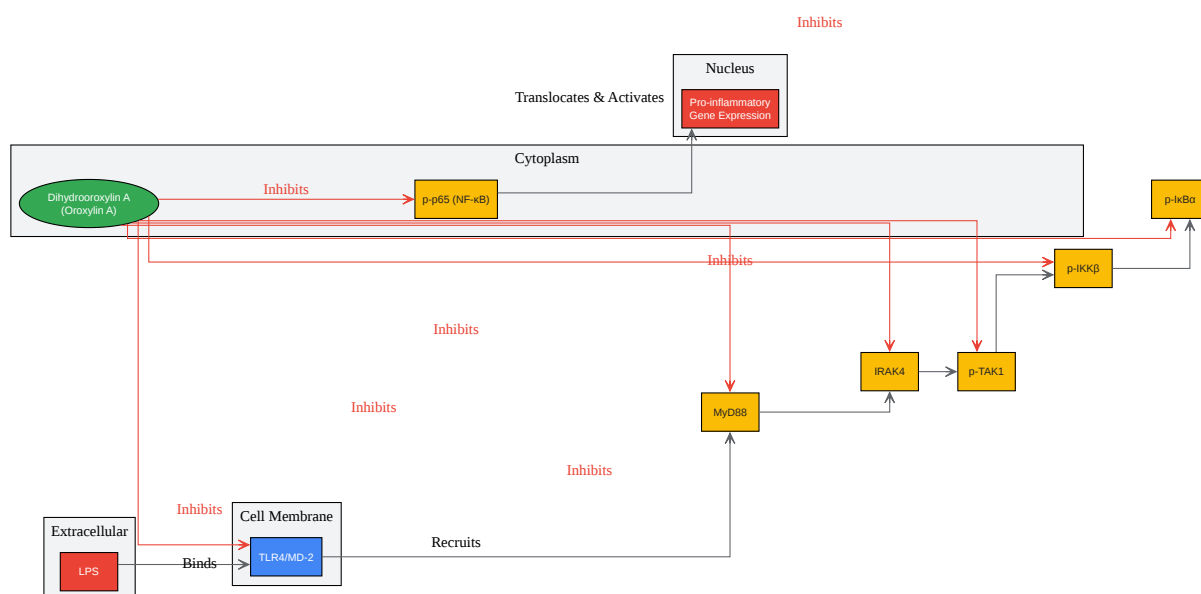 Inhibits
Nucleus
Translocates & Activates
Pro-inflammatory
Gene Expression
Cytoplasm
Dihydrooroxylin A
(Oroxylin A)
Inhibits
p-p65 (NF-κB)
p-IκBα
Inhibits
p-IKKβ
Inhibits
IRAK4
p-TAK1
Inhibits
MyD88
Inhibits
Inhibits
Cell Membrane
Extracellular
Recruits
TLR4/MD-2
Binds
LPS